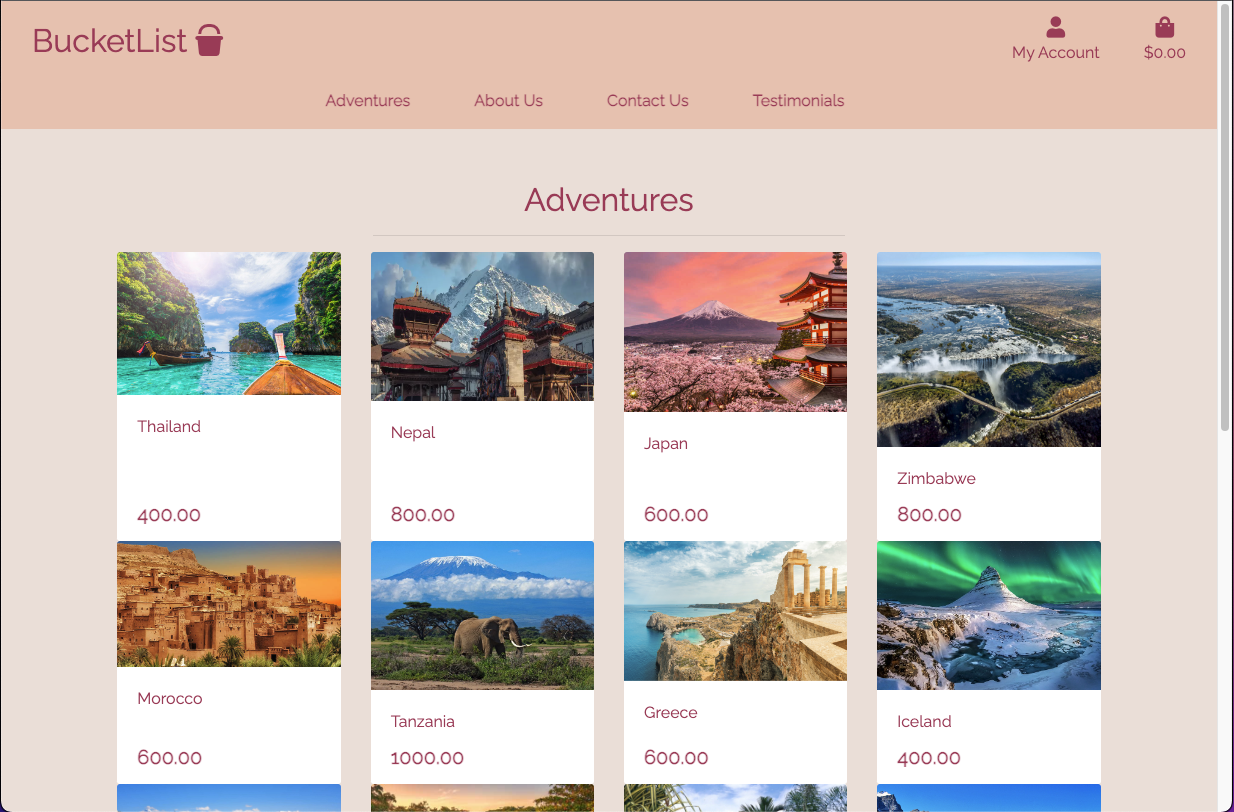 BucketList
My Account
$0.00
Adventures About Us Contact Us Testimonials
Adventures
Thailand
400.00
Nepal
800.00
Japan
600.00
Zimbabwe
800.00
Morocco
600.00
Tanzania
1000.00
Greece
600.00
Iceland
400.00